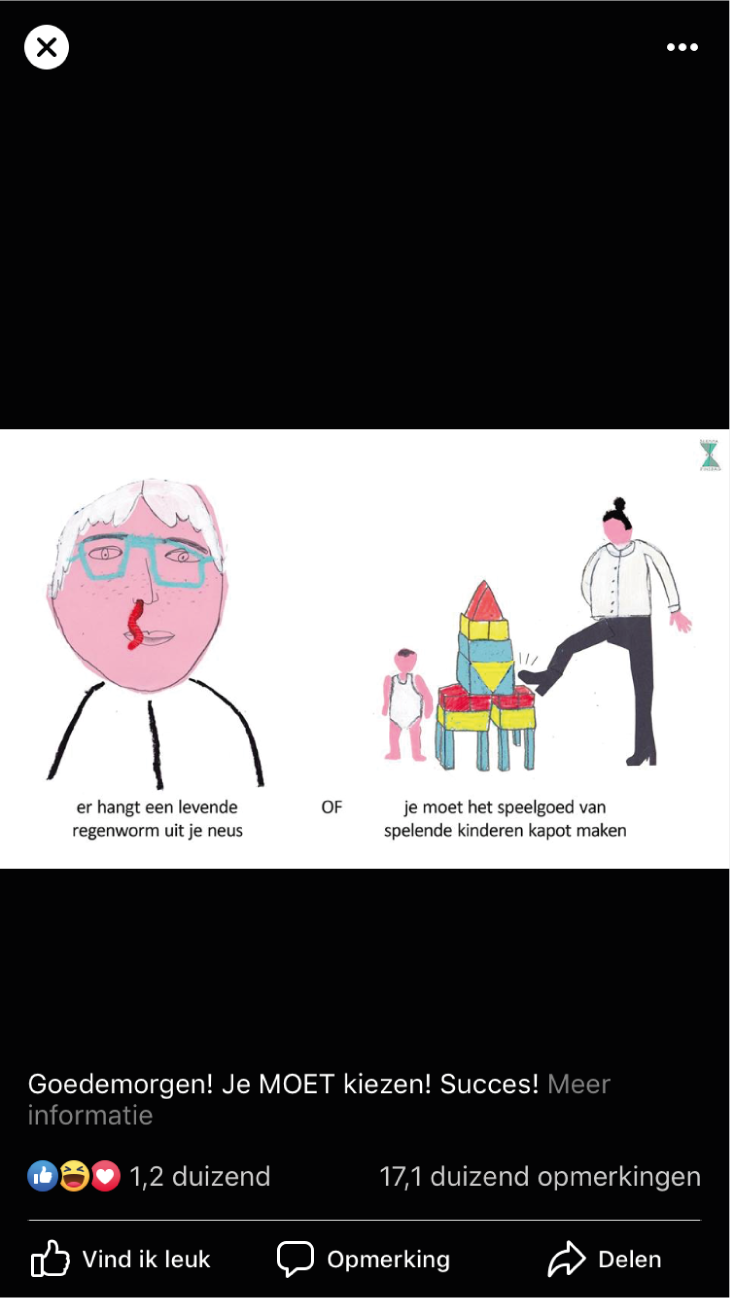 er hangt een levende
regenworm uit je neus
OF
je moet het speelgoed van
spelende kinderen kapot maken
Goedemorgen! Je MOET kiezen! Succes! Meer
informatie
1,2 duizend
17,1 duizend opmerkingen
Vind ik leuk
Opmerking
Delen